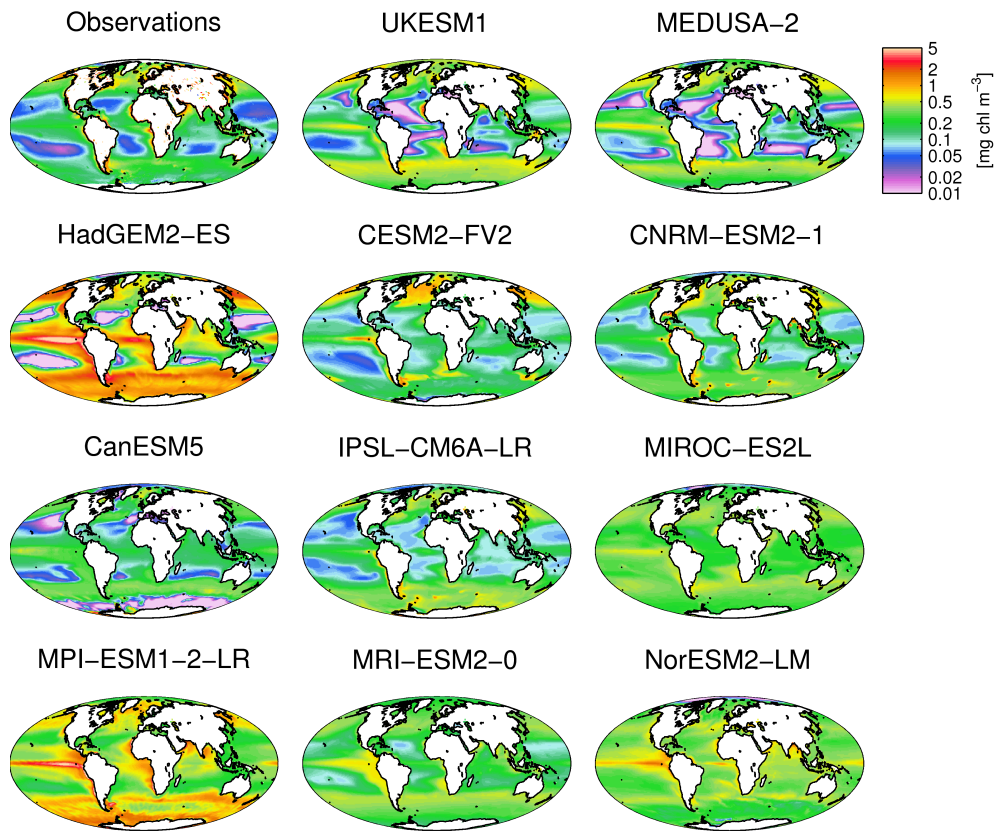 Observations
UKESM1
MEDUSA−2
5
2
1
0.5
0.2
0.1
0.05
0.02
0.01
[mg chl m−3]
HadGEM2−ES
CESM2−FV2
CNRM−ESM2−1
CanESM5
IPSL−CM6A−LR
MIROC−ES2L
MPI−ESM1−2−LR
MRI−ESM2−0
NorESM2−LM